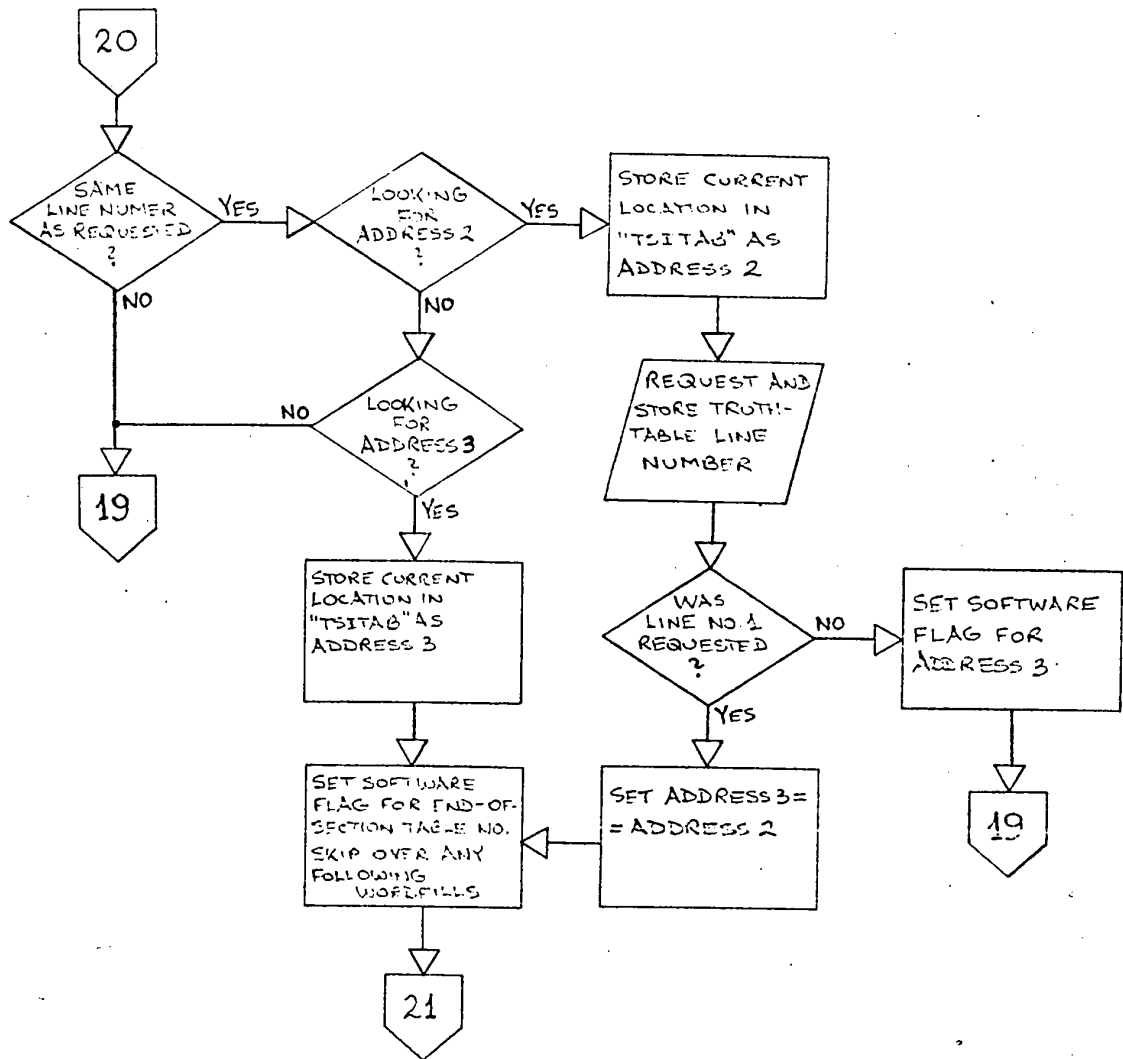 20
SAME
LINE NUMER
AS REQUESTED
?
YES
NO
LOOKING
FOR
ADDRESS 2
?
YES
NO
STORE CURRENT
LOCATION IN
"TSITAB" AS
ADDRESS 2
REQUEST AND
STORE TRUTH-
TABLE LINE
NUMBER
LOOKING
FOR
ADDRESS 3
?
NO
YES
19
STORE CURRENT
LOCATION IN
"TSITAB" AS
ADDRESS 3
WAS
LINE NO. 1
REQUESTED
?
NO
YES
SET SOFTWARE
FLAG FOR
ADDRESS 3.
19
SET ADDRESS 3 =
= ADDRESS 2
SET SOFTWARE
FLAG FOR END-OF-
SECTION TABLE NO.
SKIP OVER ANY
FOLLOWING
WORDFILLS
21